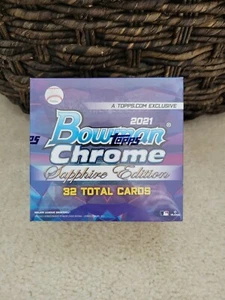 A TOPPS.COM EXCLUSIVE
2021
Bowman
topps
Chrome
Sapphire Edition
32 TOTAL CARDS